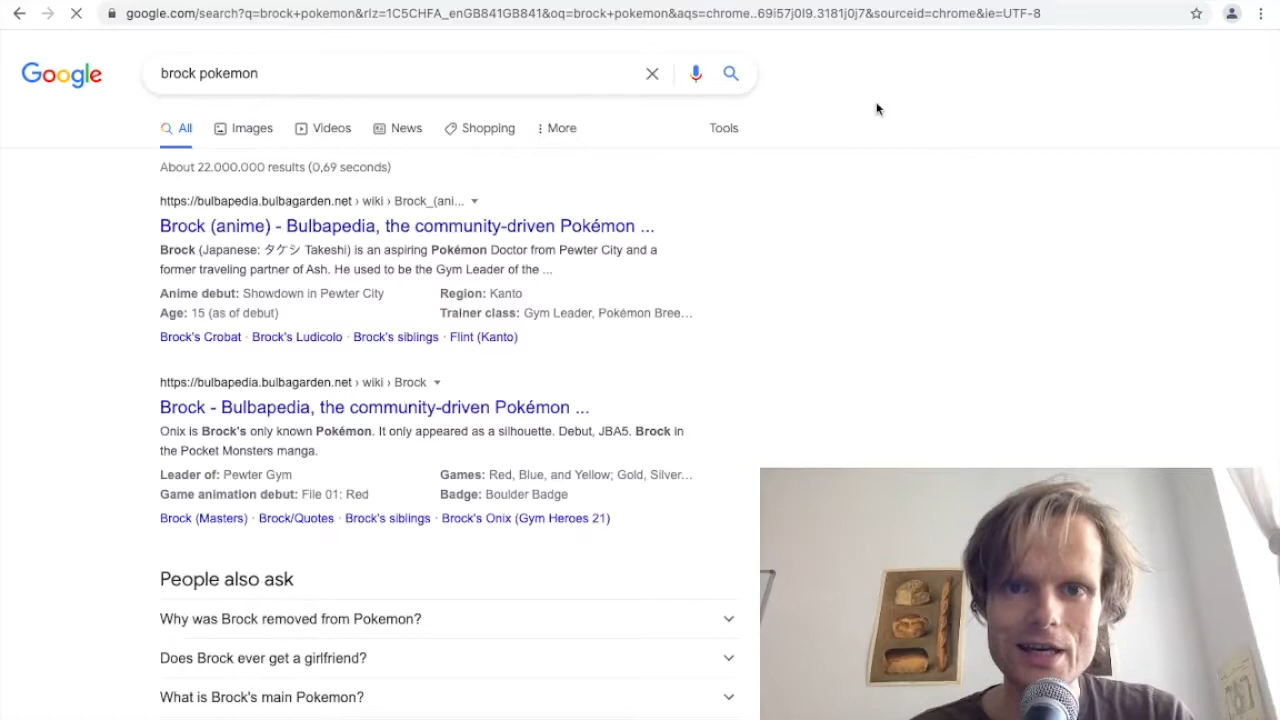 google.com/search?q=brock+pokemon&rlz=1C5CHFA_enGB841GB841&oq=brock+pokemon&aqs=chrome..69i57j0l9.3181j0j7&sourceid=chrome&ie=UTF-8
Google
brock pokemon
All Images Videos News Shopping More Tools
About 22.000.000 results (0,69 seconds)
https://bulbapedia.bulbagarden.net › wiki › Brock_(ani...
Brock (anime) - Bulbapedia, the community-driven Pokémon ...
Brock (Japanese: タケシ Takeshi) is an aspiring Pokémon Doctor from Pewter City and a
former traveling partner of Ash. He used to be the Gym Leader of the ...
Anime debut: Showdown in Pewter City Region: Kanto
Age: 15 (as of debut) Trainer class: Gym Leader, Pokémon Bree...
Brock's Crobat · Brock's Ludicolo · Brock's siblings · Flint (Kanto)
https://bulbapedia.bulbagarden.net › wiki › Brock
Brock - Bulbapedia, the community-driven Pokémon ...
Onix is Brock's only known Pokémon. It only appeared as a silhouette. Debut, JBA5. Brock in
the Pocket Monsters manga.
Leader of: Pewter Gym Games: Red, Blue, and Yellow; Gold, Silver...
Game animation debut: File 01: Red Badge: Boulder Badge
Brock (Masters) · Brock/Quotes · Brock's siblings · Brock's Onix (Gym Heroes 21)
People also ask
Why was Brock removed from Pokemon?
Does Brock ever get a girlfriend?
What is Brock's main Pokemon?